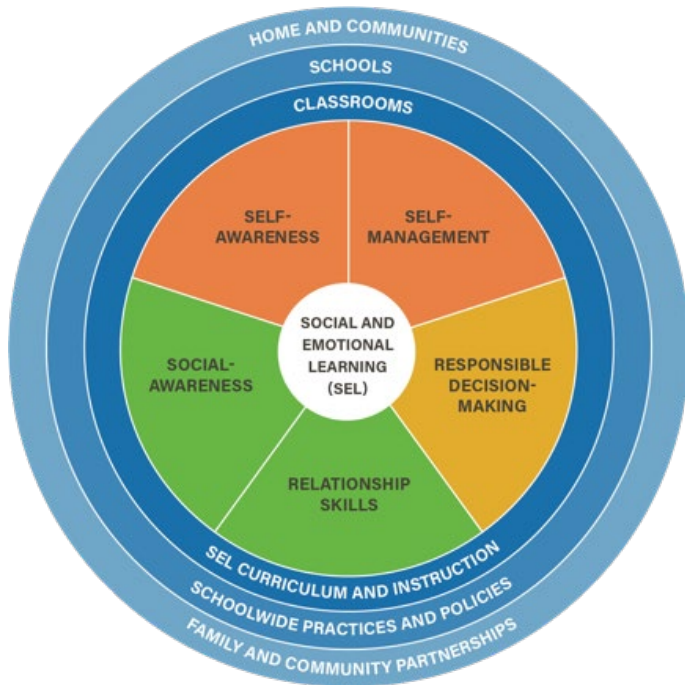 HOME AND COMMUNITIES
SCHOOLS
CLASSROOMS
SELF-
AWARENESS
SELF-
MANAGEMENT
SOCIAL AND
EMOTIONAL
LEARNING
(SEL)
SOCIAL-
AWARENESS
RESPONSIBLE
DECISION-
MAKING
RELATIONSHIP
SKILLS
SEL CURRICULUM AND INSTRUCTION
SCHOOLWIDE PRACTICES AND POLICIES
FAMILY AND COMMUNITY PARTNERSHIPS